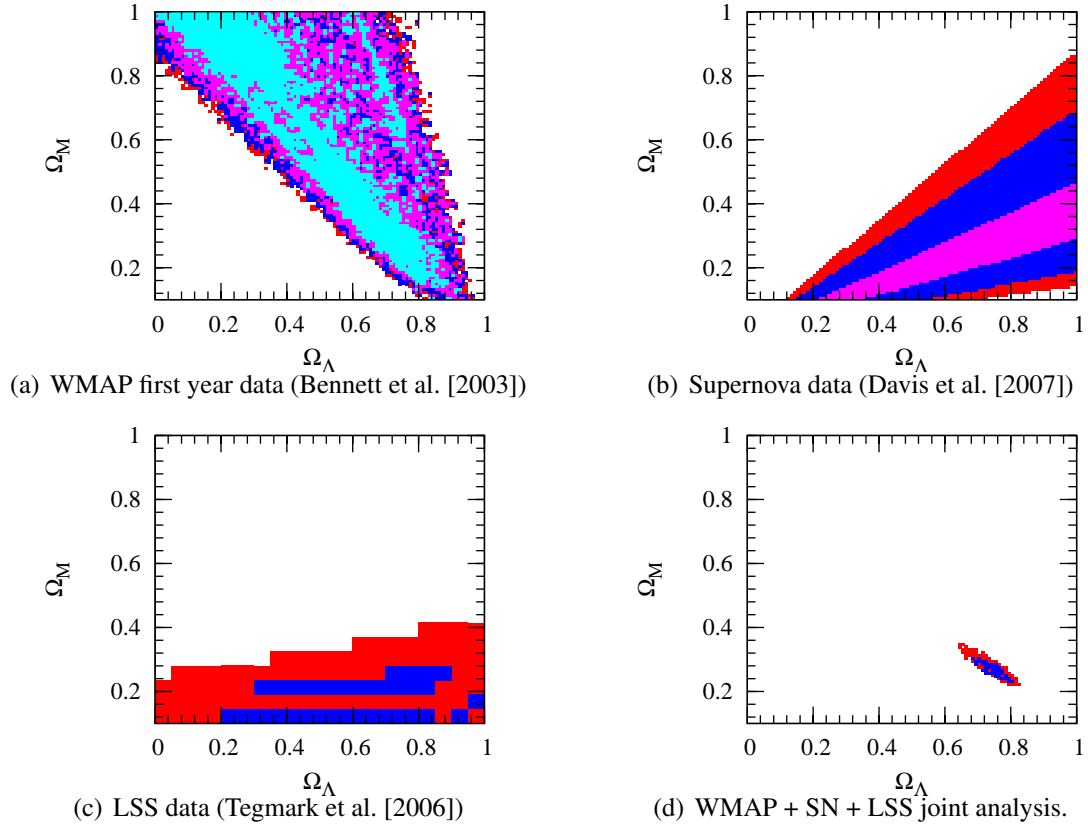 1
0.8
0.6
0.4
0.2
Ω_M
0 0.2 0.4 0.6 0.8 1
Ω_Λ
(a) WMAP first year data (Bennett et al. [2003])
1
0.8
0.6
0.4
0.2
Ω_M
0 0.2 0.4 0.6 0.8 1
Ω_Λ
(b) Supernova data (Davis et al. [2007])
1
0.8
0.6
0.4
0.2
Ω_M
0 0.2 0.4 0.6 0.8 1
Ω_Λ
(c) LSS data (Tegmark et al. [2006])
1
0.8
0.6
0.4
0.2
Ω_M
0 0.2 0.4 0.6 0.8 1
Ω_Λ
(d) WMAP + SN + LSS joint analysis.